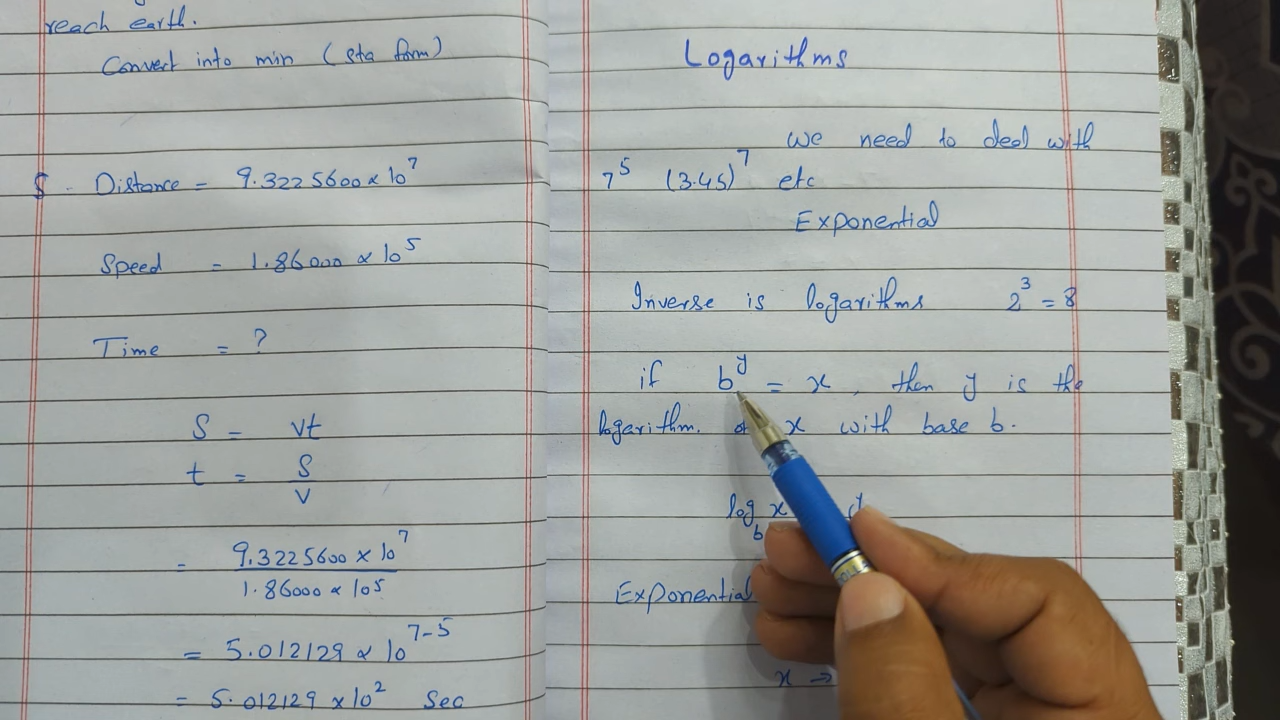 reach earth.
Convert into min (sta form)
Distance = 9.3225600 x 10^7
Speed = 1.86000 x 10^5
Time = ?
S = vt
t = S/V
= 9.3225600 x 10^7 / 1.86000 x 10^5
= 5.012129 x 10^7-5
= 5.012129 x 10^2 Sec
Logarithms
We need to deal with
7^5 (3.45)^7 etc
Exponential
Inverse is logarithms 2^3 = 8
if b^y = x, then y is the
logarithm. of x with base b.
log_b x
Exponential
x →